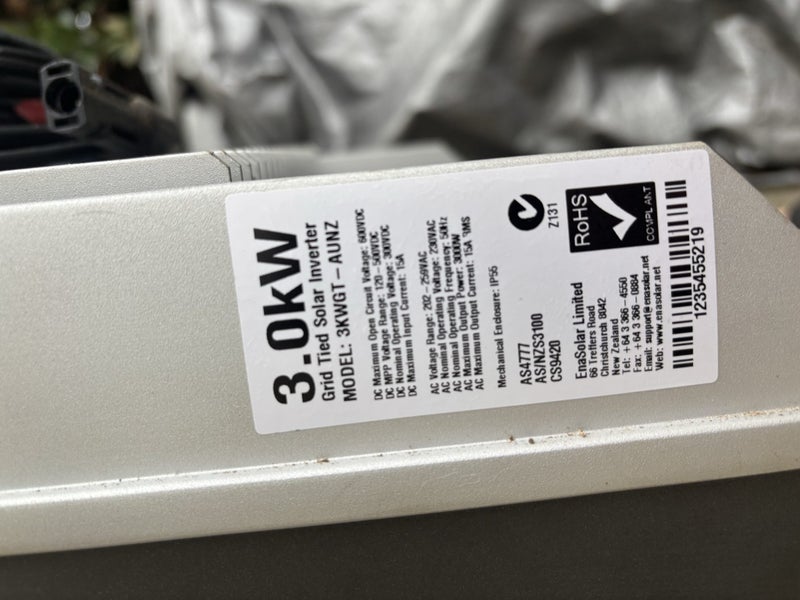 3.0kW
Grid Tied Solar Inverter
MODEL: 3KWGT-AUNZ
DC Maximum Open Circuit Voltage: 600VDC
DC MPP Voltage Range: 120 - 500VDC
DC Nominal Operating Voltage: 300VDC
DC Maximum Input Current: 15A
AC Voltage Range: 202-259VAC
AC Nominal Operating Voltage: 230VAC
AC Nominal Operating Frequency: 50Hz
AC Maximum Output Power: 3000W
AC Maximum Output Current: 15A RMS
Mechanical Enclosure: IP56
AS4777
AS/NZS3100
CS9420
Z131
RoHS
COMPLIANT
EnaSolar Limited
66 Treffers Road
Christchurch 8042
New Zealand
Tel: +64 3 366-4550
Fax: +64 3 366-0884
Email: support@enasolar.net
Web: www.enasolar.net
1235455219